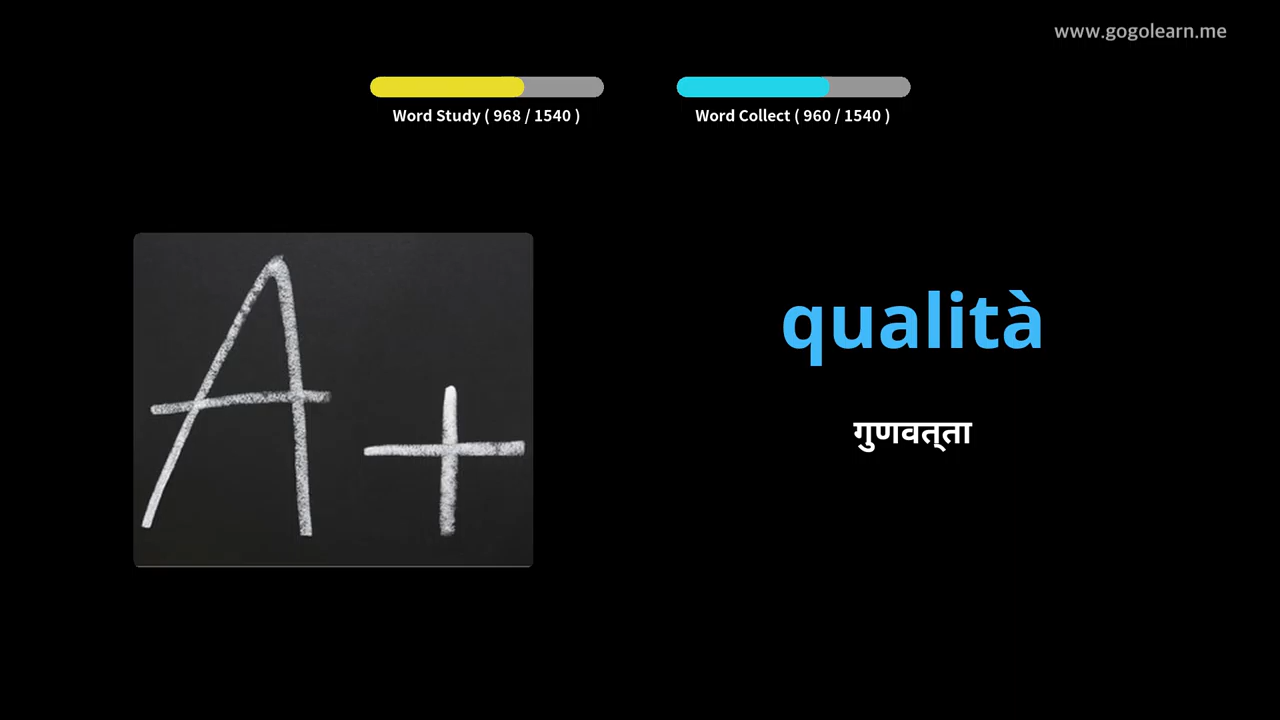 www.gogolearn.me
Word Study ( 968 / 1540 )
Word Collect ( 960 / 1540 )
A+
qualità
गुणवत्ता